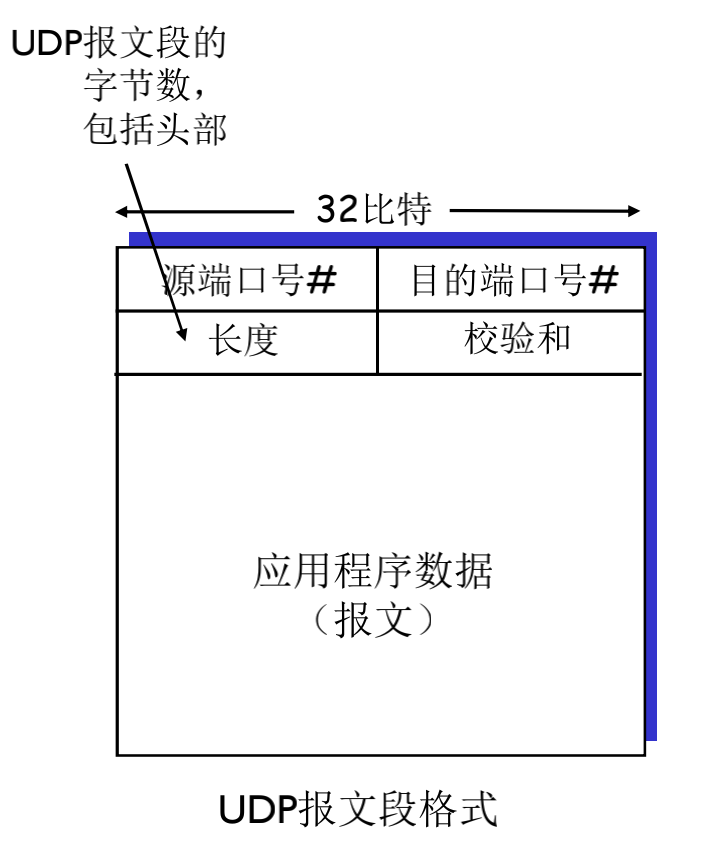 UDP报文段的
字节数，
包括头部
32比特
源端口号# 目的端口号#
长度 校验和
应用程序数据
（报文）
UDP报文段格式